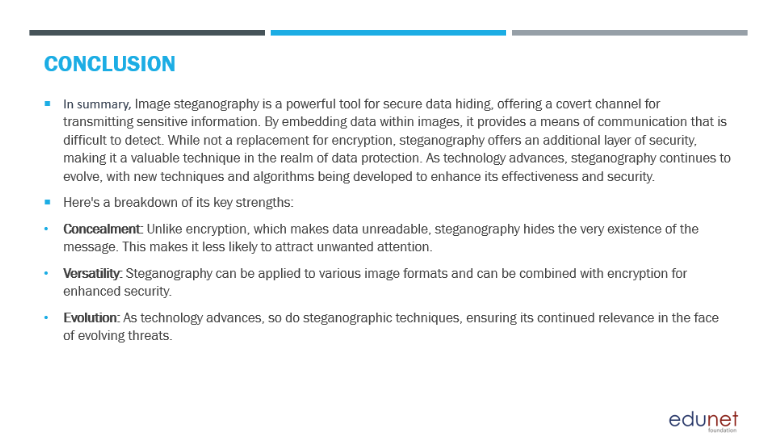 CONCLUSION
In summary, Image steganography is a powerful tool for secure data hiding, offering a covert channel for
transmitting sensitive information. By embedding data within images, it provides a means of communication that is
difficult to detect. While not a replacement for encryption, steganography offers an additional layer of security,
making it a valuable technique in the realm of data protection. As technology advances, steganography continues to
evolve, with new techniques and algorithms being developed to enhance its effectiveness and security.
Here's a breakdown of its key strengths:
Concealment: Unlike encryption, which makes data unreadable, steganography hides the very existence of the
message. This makes it less likely to attract unwanted attention.
Versatility: Steganography can be applied to various image formats and can be combined with encryption for
enhanced security.
Evolution: As technology advances, so do steganographic techniques, ensuring its continued relevance in the face
of evolving threats.
edunet
foundation